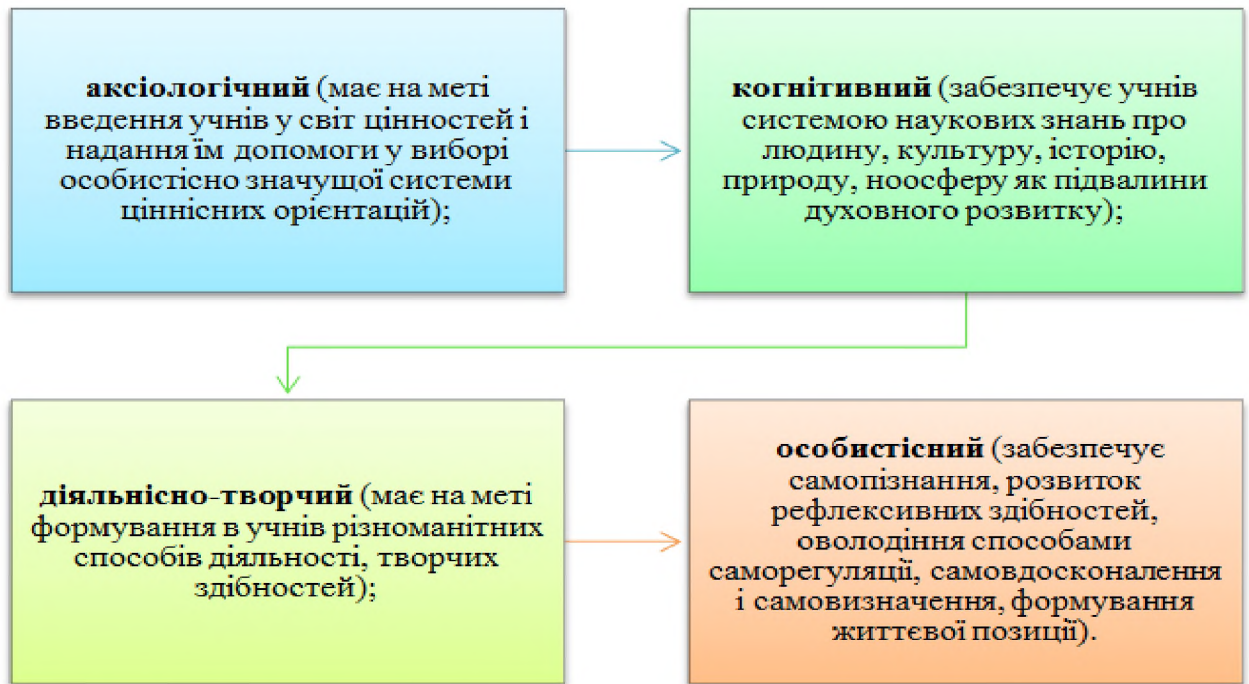 аксіологічний (має на меті
введення учнів у світ цінностей і
надання їм допомоги у виборі
особистісно значущої системи
ціннісних орієнтацій);
когнітивний (забезпечує учнів
системою наукових знань про
людину, культуру, історію,
природу, ноосферу як підвалини
духовного розвитку);
діяльнісно-творчий (має на меті
формування в учнів різноманітних
способів діяльності, творчих
здібностей);
особистісний (забезпечує
самопізнання, розвиток
рефлексивних здібностей,
оволодіння способами
саморегуляції, самовдосконалення
і самовизначення, формування
життєвої позиції).